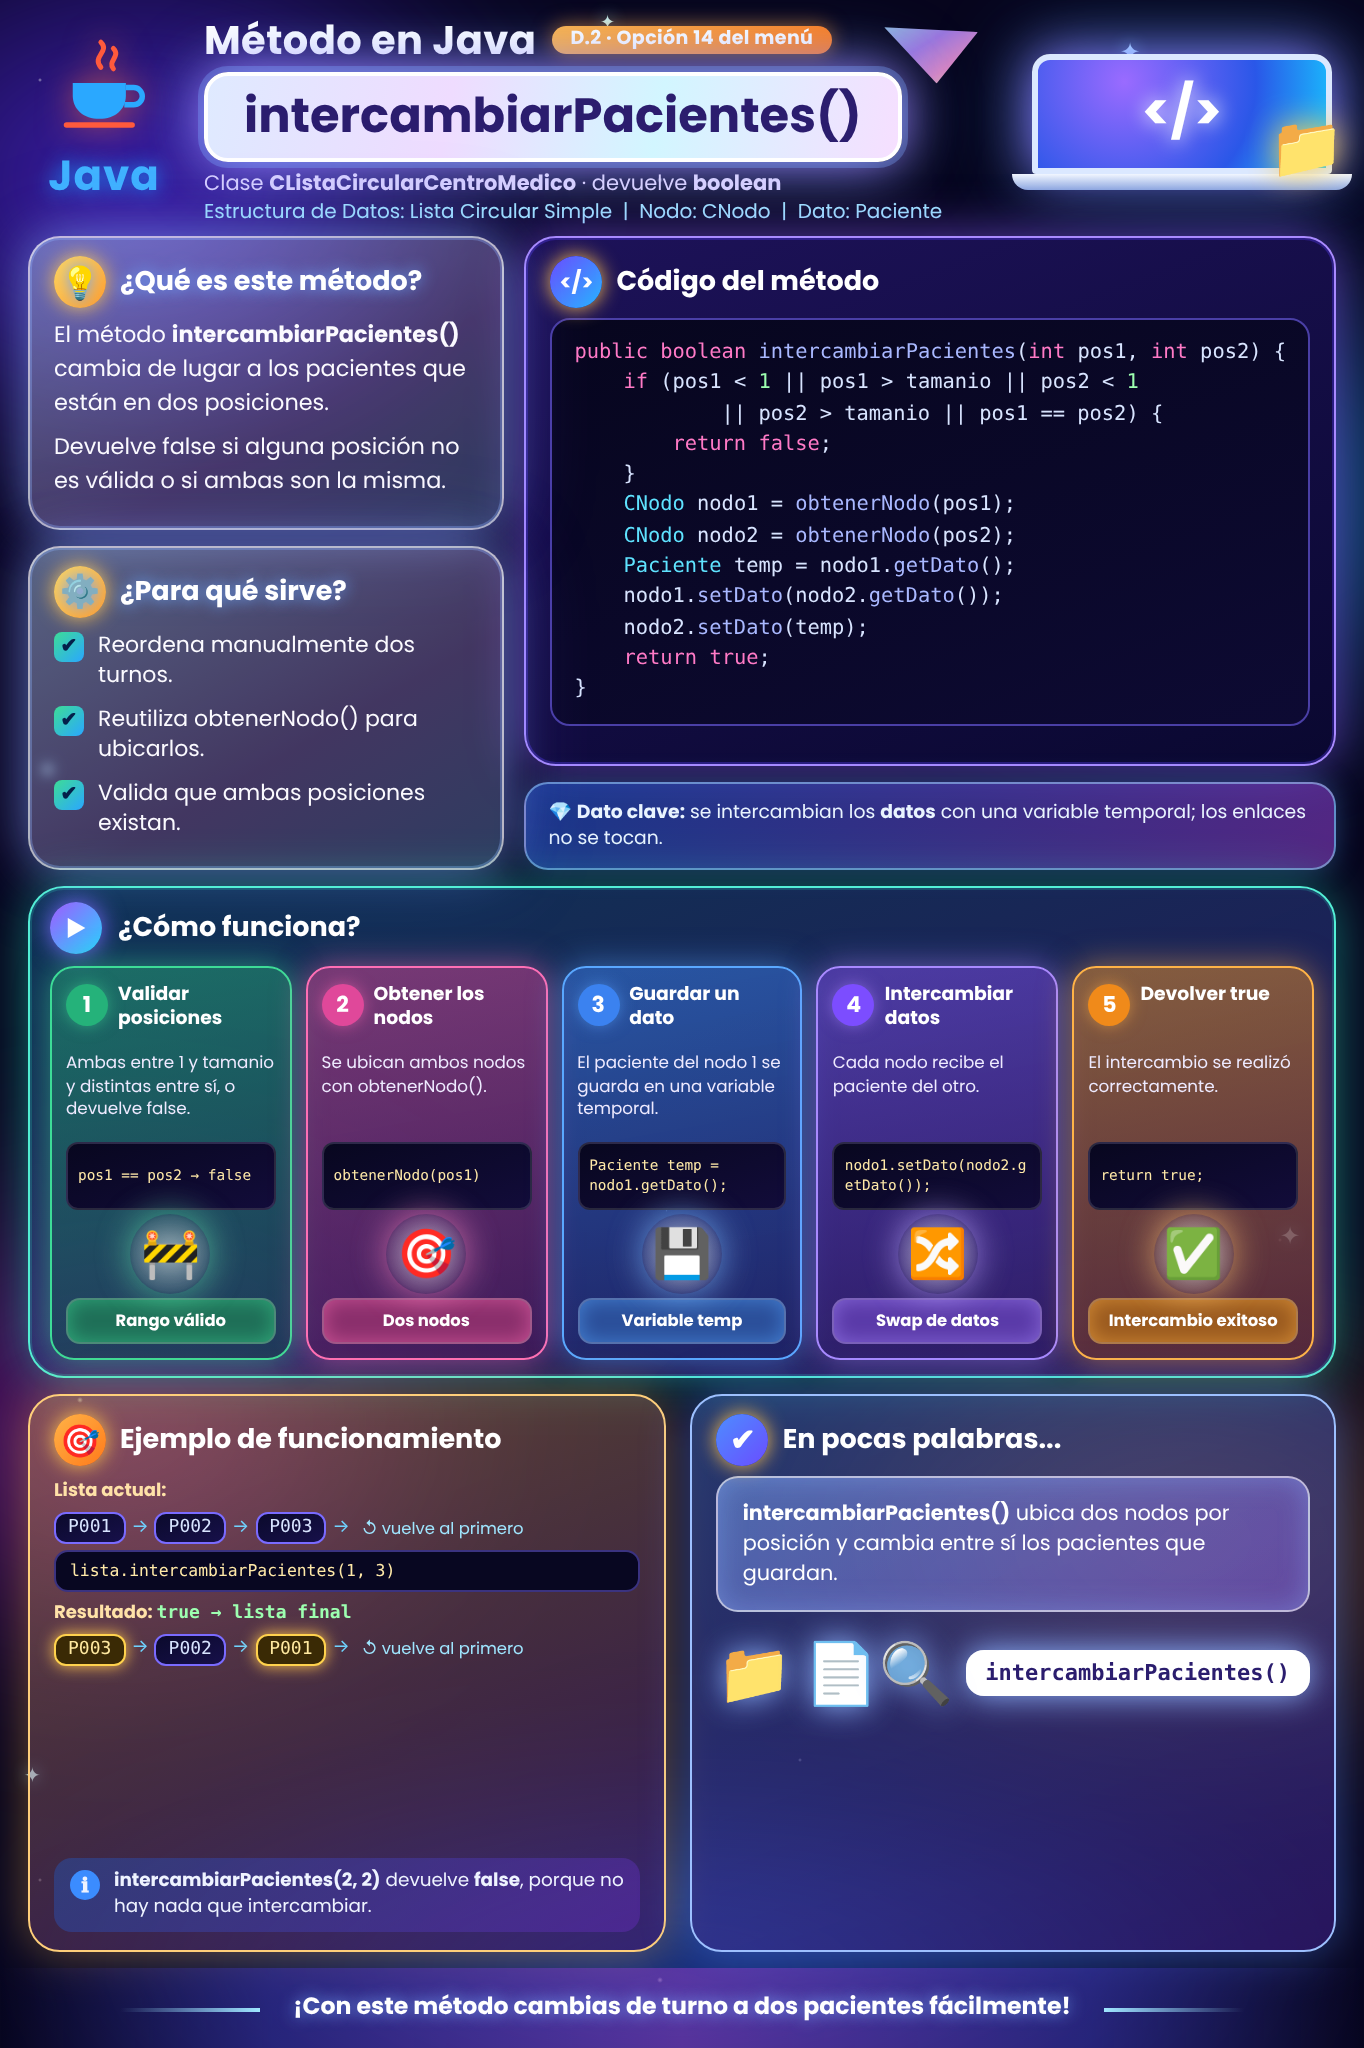 Java
Método en Java
D.2 · Opción 14 del menú
intercambiarPacientes()
Clase CListaCircularCentroMedico · devuelve boolean
Estructura de Datos: Lista Circular Simple | Nodo: CNodo | Dato: Paciente
</>
¿Qué es este método?
El método intercambiarPacientes()
cambia de lugar a los pacientes que
están en dos posiciones.
Devuelve false si alguna posición no
es válida o si ambas son la misma.
¿Para qué sirve?
Reordena manualmente dos
turnos.
Reutiliza obtenerNodo() para
ubicarlos.
Valida que ambas posiciones
existan.
</> Código del método
public boolean intercambiarPacientes(int pos1, int pos2) {
    if (pos1 < 1 || pos1 > tamanio || pos2 < 1
            || pos2 > tamanio || pos1 == pos2) {
        return false;
    }
    CNodo nodo1 = obtenerNodo(pos1);
    CNodo nodo2 = obtenerNodo(pos2);
    Paciente temp = nodo1.getDato();
    nodo1.setDato(nodo2.getDato());
    nodo2.setDato(temp);
    return true;
}
💎 Dato clave: se intercambian los datos con una variable temporal; los enlaces
no se tocan.
¿Cómo funciona?
1 Validar
posiciones
Ambas entre 1 y tamanio
y distintas entre sí, o
devuelve false.
pos1 == pos2 → false
Rango válido
2 Obtener los
nodos
Se ubican ambos nodos
con obtenerNodo().
obtenerNodo(pos1)
Dos nodos
3 Guardar un
dato
El paciente del nodo 1 se
guarda en una variable
temporal.
Paciente temp =
nodo1.getDato();
Variable temp
4 Intercambiar
datos
Cada nodo recibe el
paciente del otro.
nodo1.setDato(nodo2.g
etDato());
Swap de datos
5 Devolver true
El intercambio se realizó
correctamente.
return true;
Intercambio exitoso
Ejemplo de funcionamiento
Lista actual:
P001 → P002 → P003 → ↺ vuelve al primero
lista.intercambiarPacientes(1, 3)
Resultado: true → lista final
P003 → P002 → P001 → ↺ vuelve al primero
intercambiarPacientes(2, 2) devuelve false, porque no
hay nada que intercambiar.
En pocas palabras...
intercambiarPacientes() ubica dos nodos por
posición y cambia entre sí los pacientes que
guardan.
intercambiarPacientes()
¡Con este método cambias de turno a dos pacientes fácilmente!